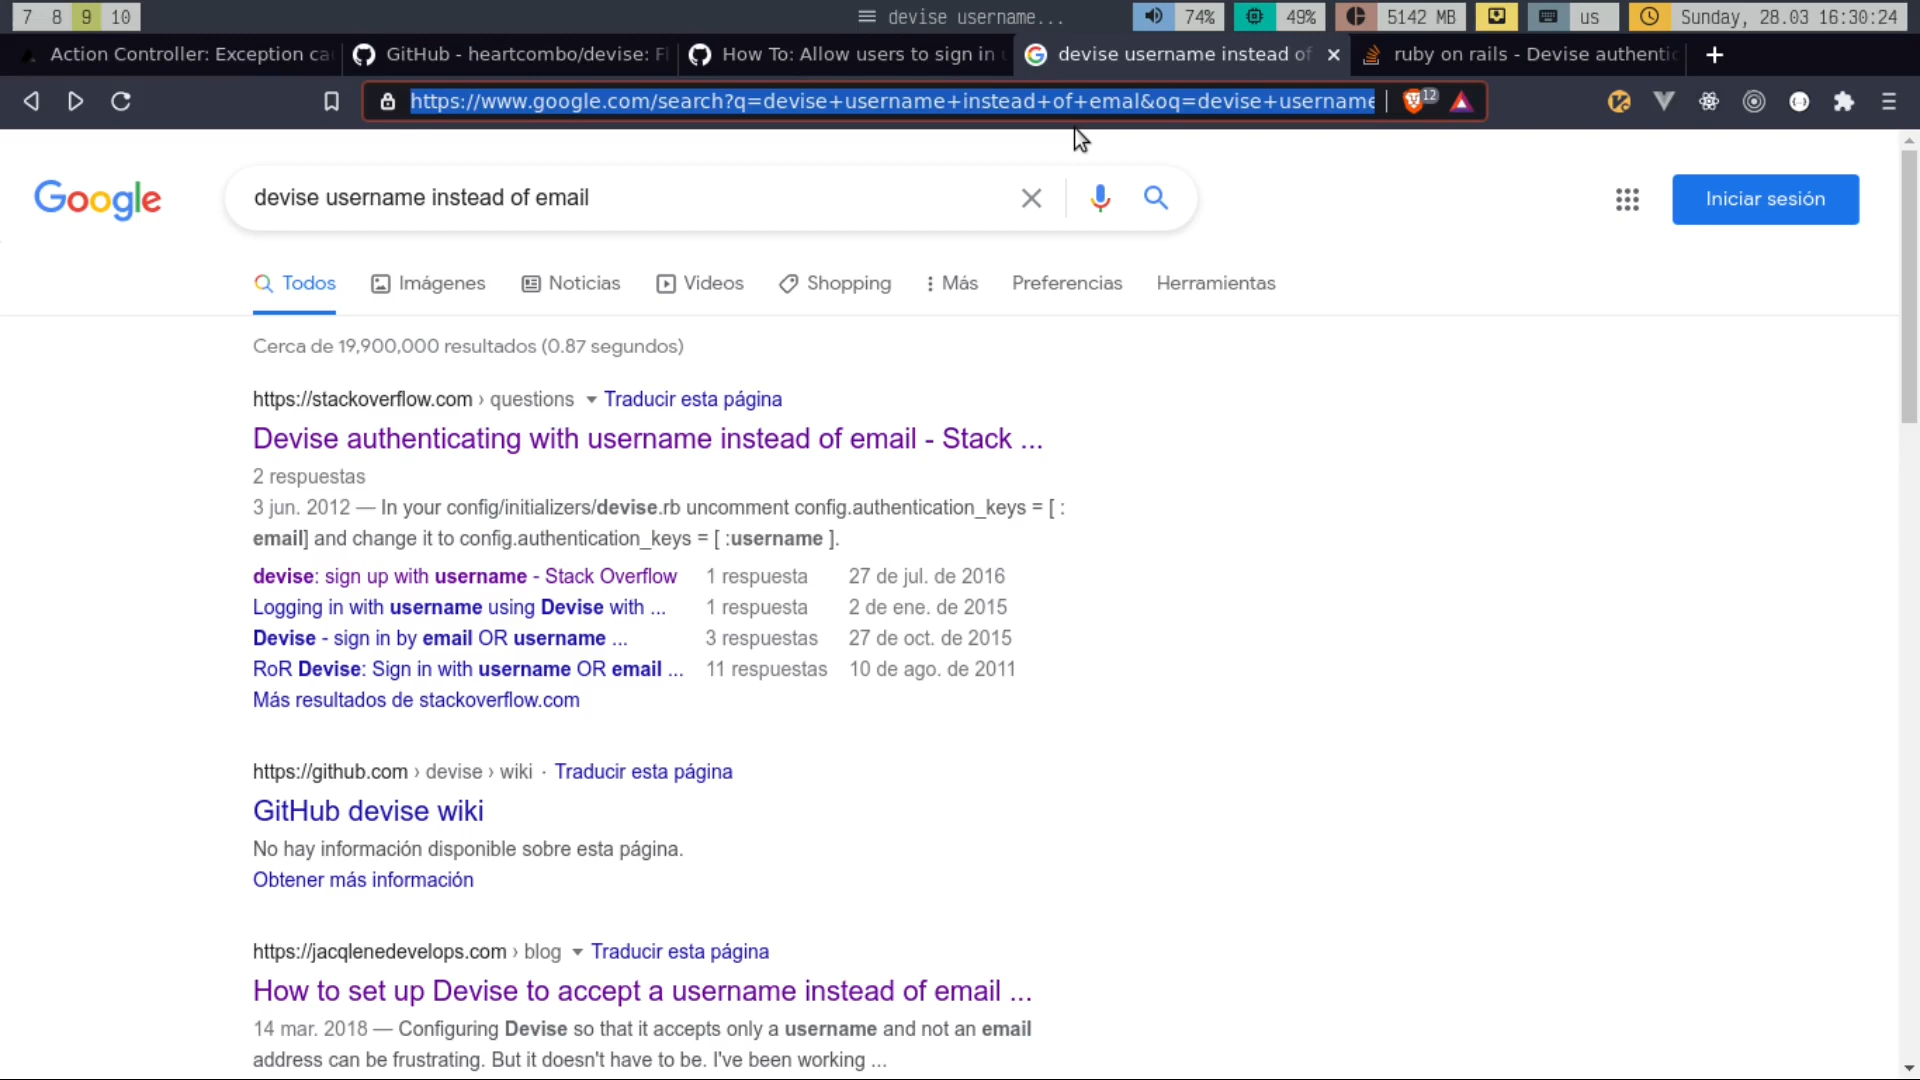 7 8 9 10
devise username...
74%
49%
5142 MB
us
Sunday, 28.03 16:30:24
Action Controller: Exception ca
GitHub - heartcombo/devise: Fl
How To: Allow users to sign in
devise username instead of
ruby on rails - Devise authentic
https://www.google.com/search?q=devise+username+instead+of+emal&oq=devise+username
12
Google
devise username instead of email
Iniciar sesión
Todos
Imágenes
Noticias
Videos
Shopping
Más
Preferencias
Herramientas
Cerca de 19,900,000 resultados (0.87 segundos)
https://stackoverflow.com › questions Traducir esta página
Devise authenticating with username instead of email - Stack ...
2 respuestas
3 jun. 2012 — In your config/initializers/devise.rb uncomment config.authentication_keys = [ :
email] and change it to config.authentication_keys = [ :username ].
devise: sign up with username - Stack Overflow 1 respuesta 27 de jul. de 2016
Logging in with username using Devise with ... 1 respuesta 2 de ene. de 2015
Devise - sign in by email OR username ... 3 respuestas 27 de oct. de 2015
RoR Devise: Sign in with username OR email ... 11 respuestas 10 de ago. de 2011
Más resultados de stackoverflow.com
https://github.com › devise › wiki · Traducir esta página
GitHub devise wiki
No hay información disponible sobre esta página.
Obtener más información
https://jacqlenedevelops.com › blog Traducir esta página
How to set up Devise to accept a username instead of email ...
14 mar. 2018 — Configuring Devise so that it accepts only a username and not an email
address can be frustrating. But it doesn't have to be. I've been working ...